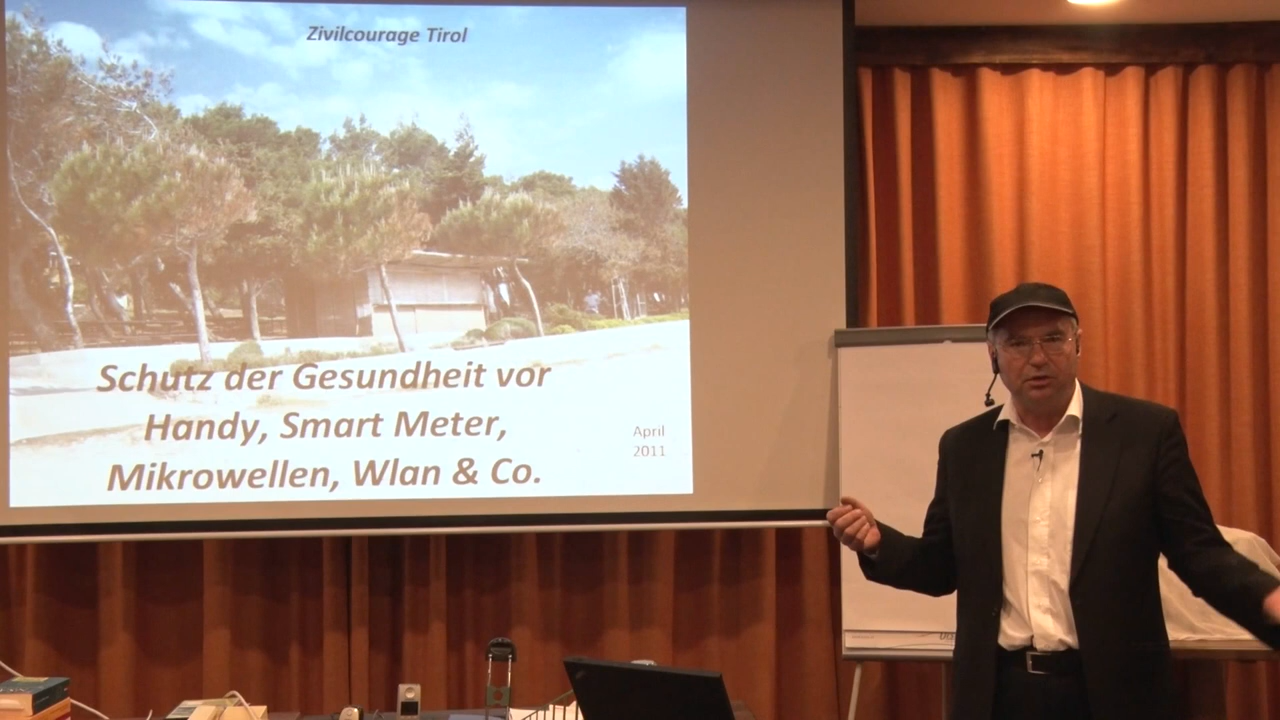 Zivilcourage Tirol
Schutz der Gesundheit vor
Handy, Smart Meter,
Mikrowellen, Wlan & Co.
April
2011